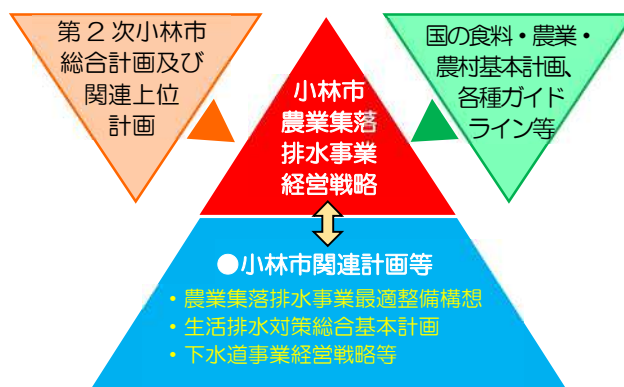 第２次小林市
総合計画及び
関連上位
計画
国の食料・農業・
農村基本計画、
各種ガイド
ライン等
小林市
農業集落
排水事業
経営戦略
●小林市関連計画等
・農業集落排水事業最適整備構想
・生活排水対策総合基本計画
・下水道事業経営戦略等